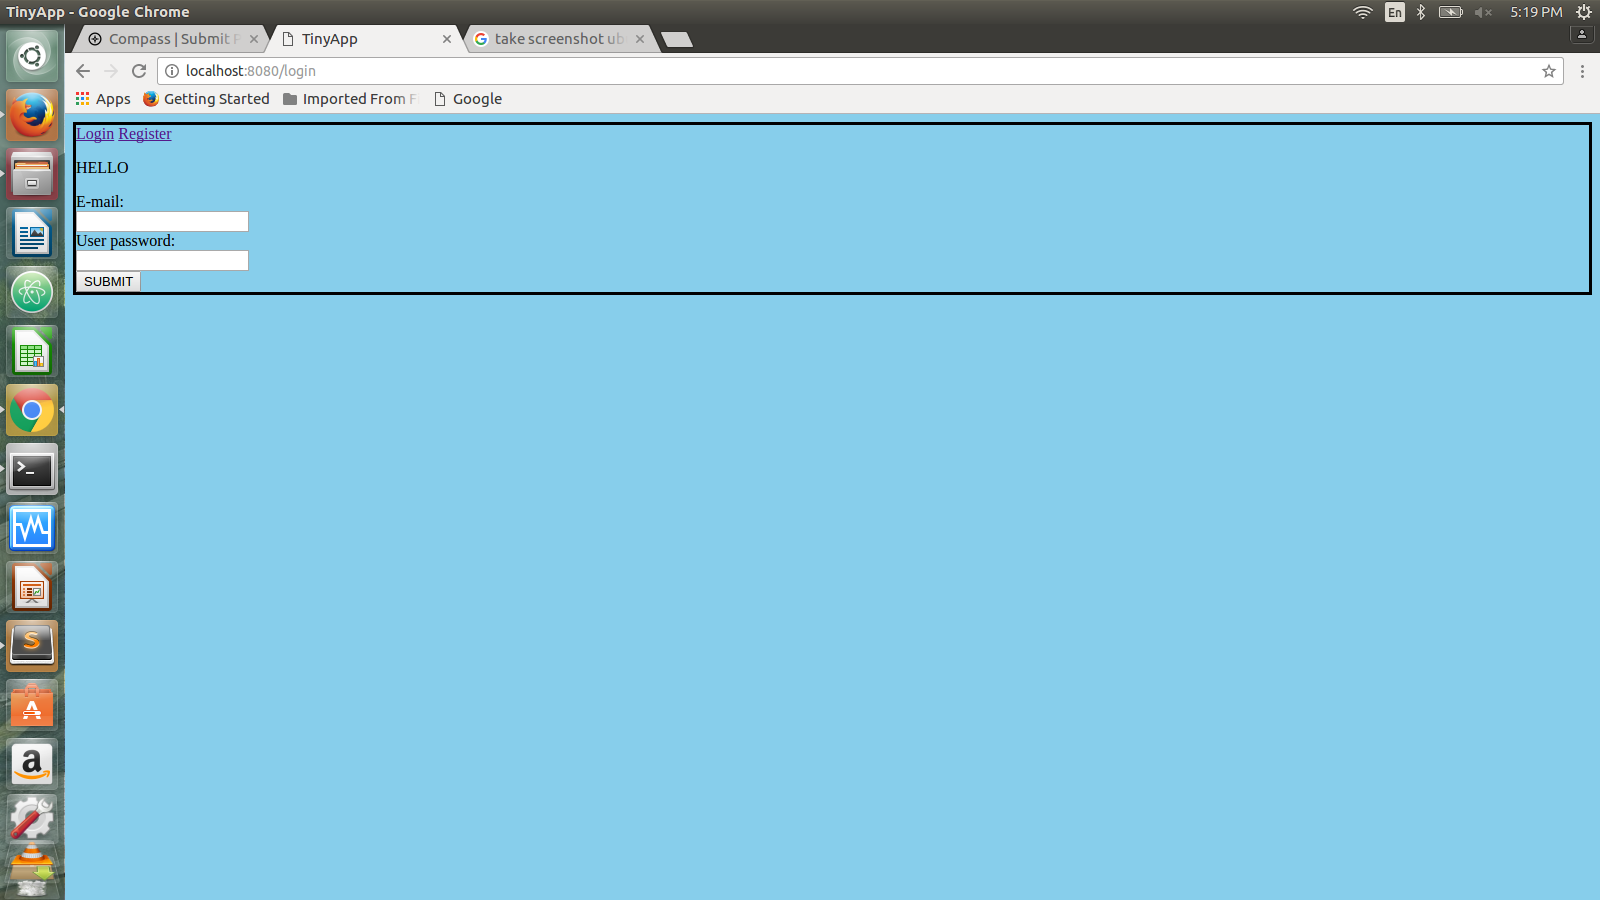 TinyApp - Google Chrome
En
5:19 PM
Compass | Submit
TinyApp
take screenshot ub
localhost:8080/login
Apps
Getting Started
Imported From F
Google
Login Register
HELLO
E-mail:
User password:
SUBMIT